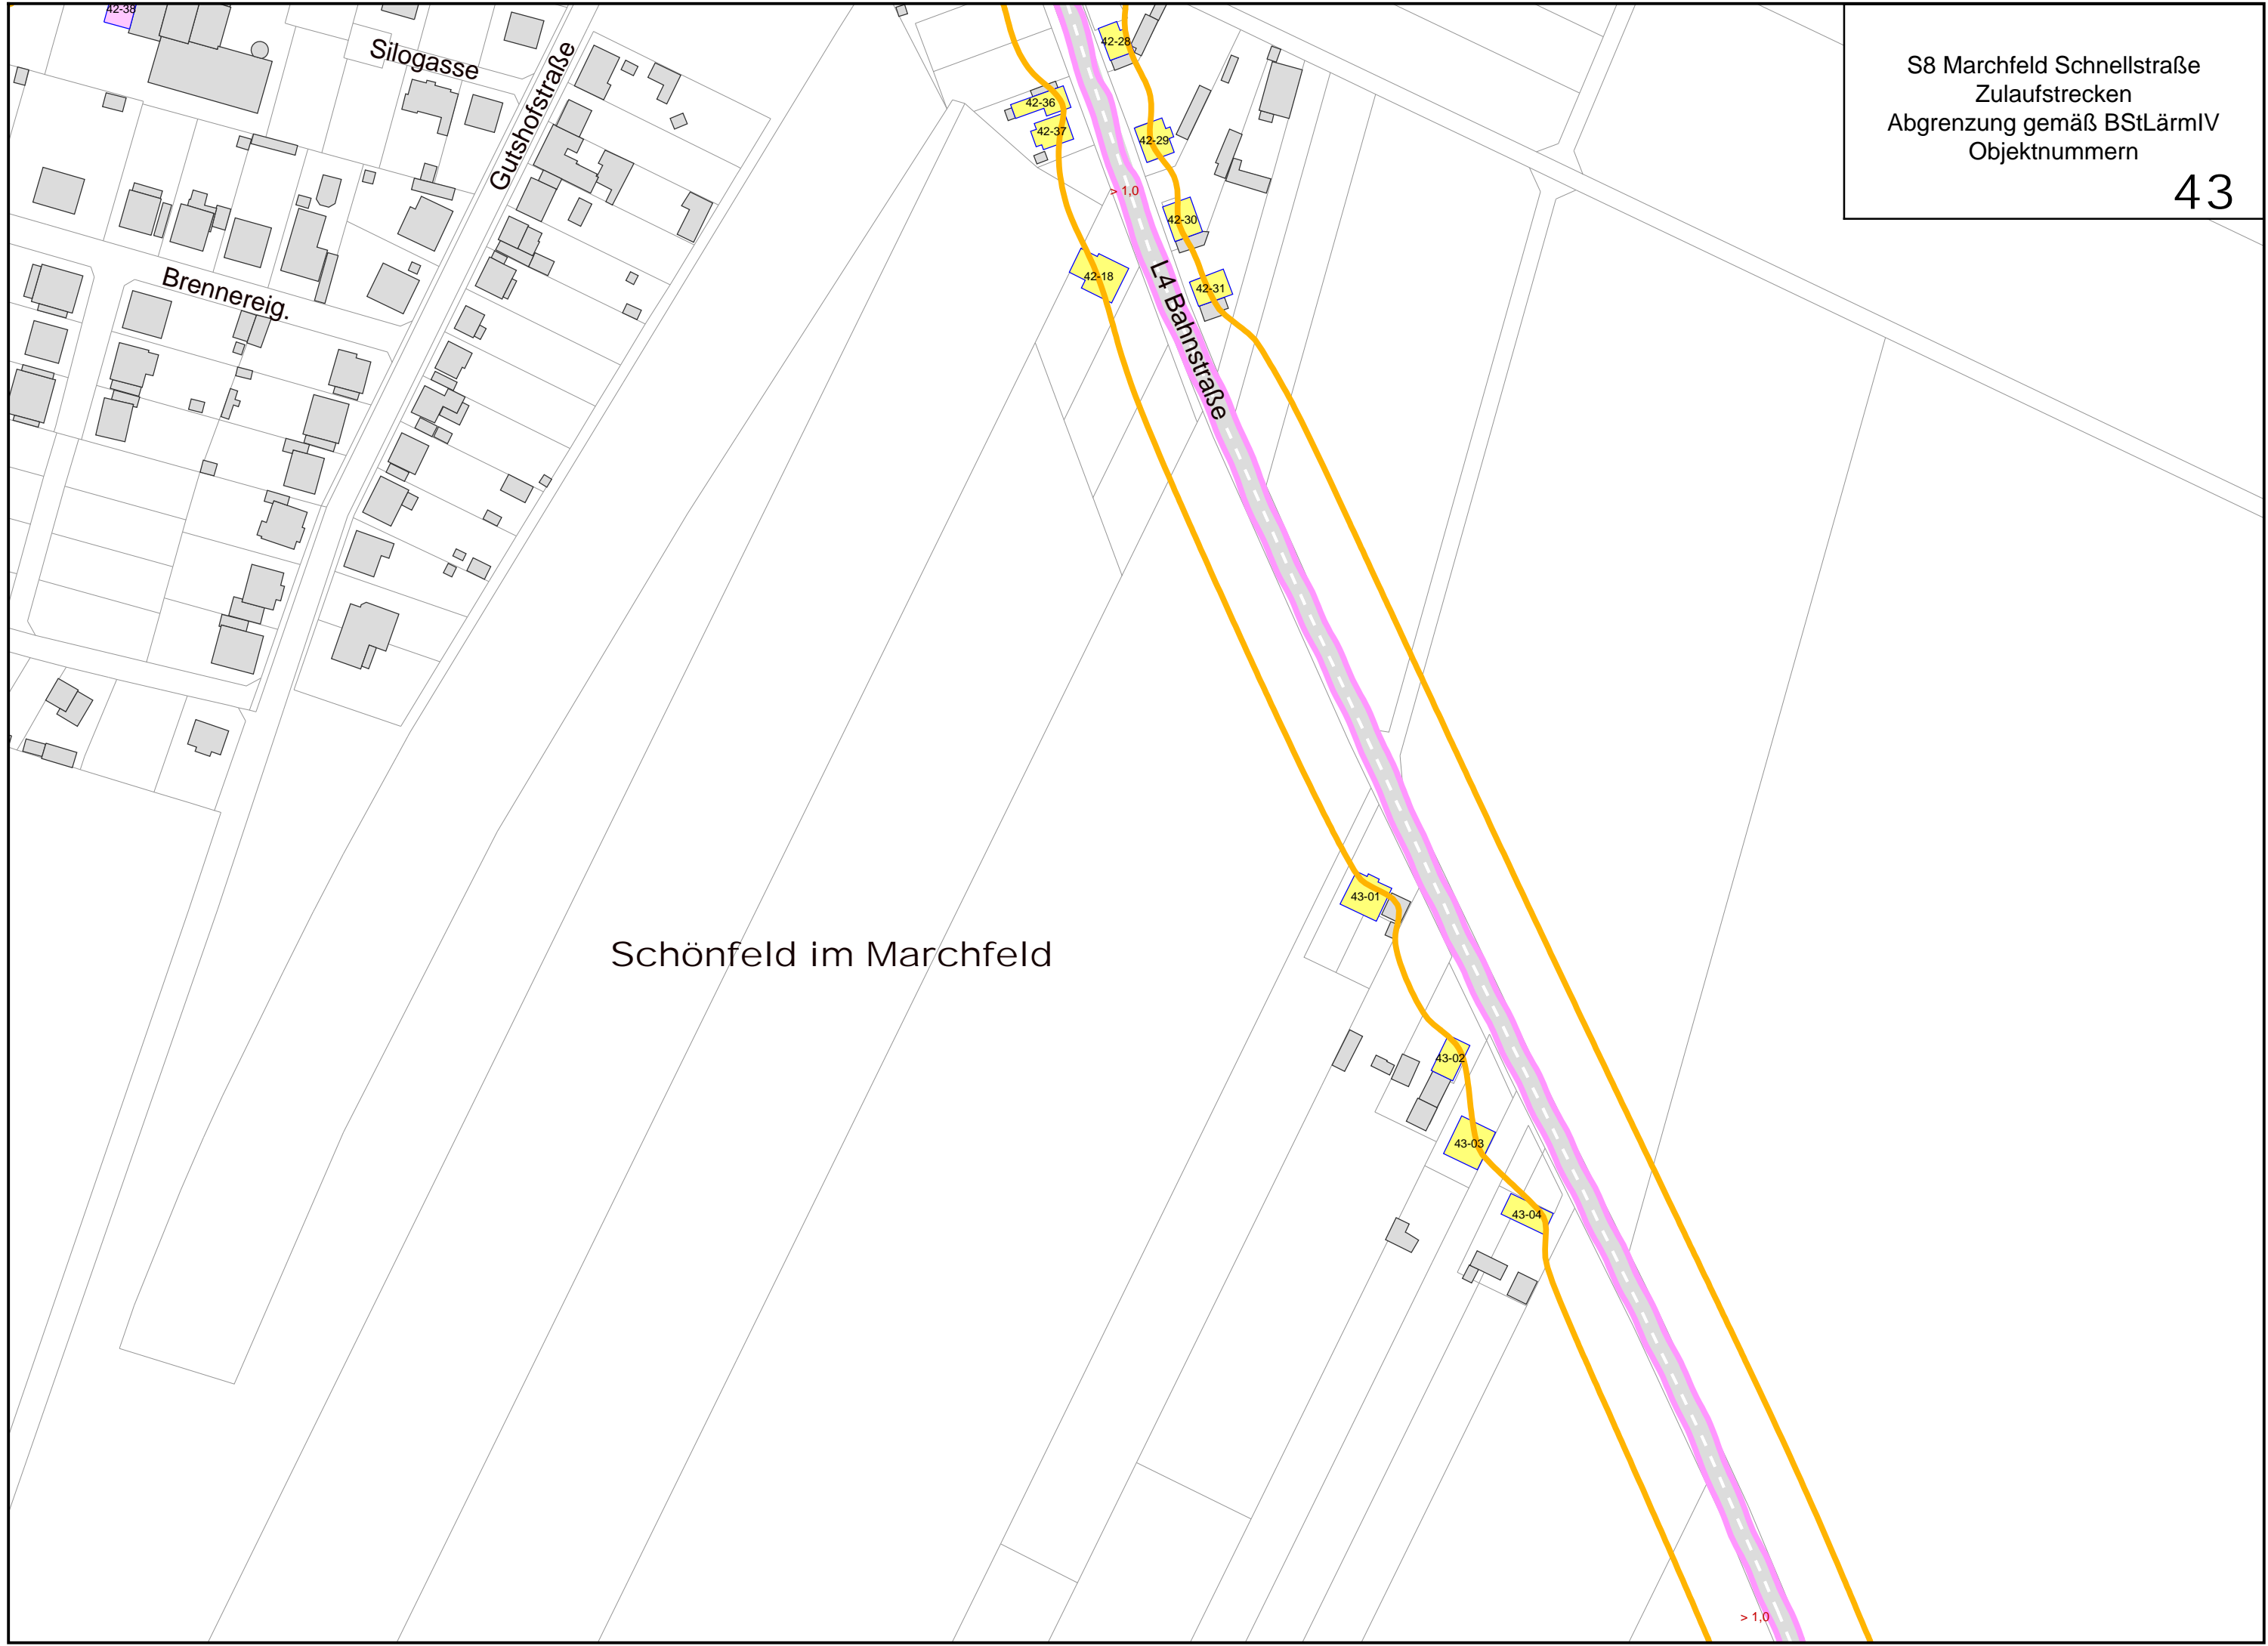 S8 Marchfeld Schnellstraße
Zulaufstrecken
Abgrenzung gemäß BStLärmIV
Objektnummern
43
42-38
Silogasse
Gutshofstraße
Brennereig.
42-28
42-36
42-37
42-29
> 1,0
42-30
42-18
42-31
L4 Bahnstraße
43-01
Schönfeld im Marchfeld
43-02
43-03
43-04
> 1,0